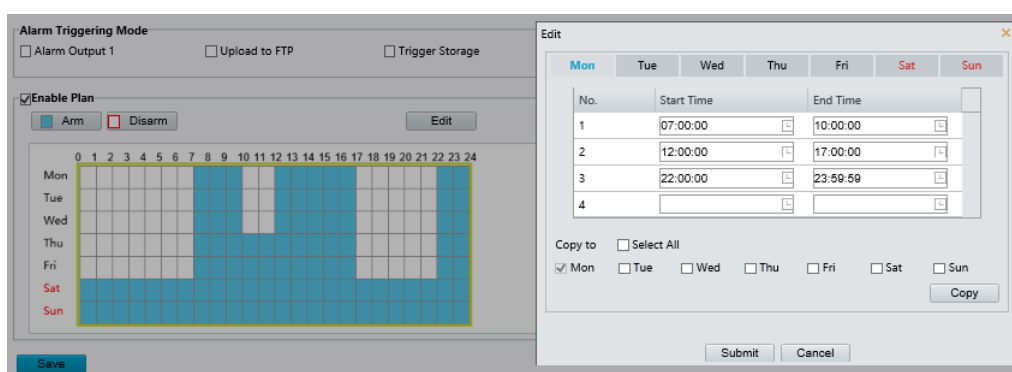 Alarm Triggering Mode
Alarm Output 1 Upload to FTP Trigger Storage
Enable Plan
Arm Disarm Edit
0 1 2 3 4 5 6 7 8 9 10 11 12 13 14 15 16 17 18 19 20 21 22 23 24
Mon
Tue
Wed
Thu
Fri
Sat
Sun
Save
Edit
Mon Tue Wed Thu Fri Sat Sun
No. Start Time End Time
1 07:00:00 10:00:00
2 12:00:00 17:00:00
3 22:00:00 23:59:59
4
Copy to Select All
Mon Tue Wed Thu Fri Sat Sun
Copy
Submit Cancel